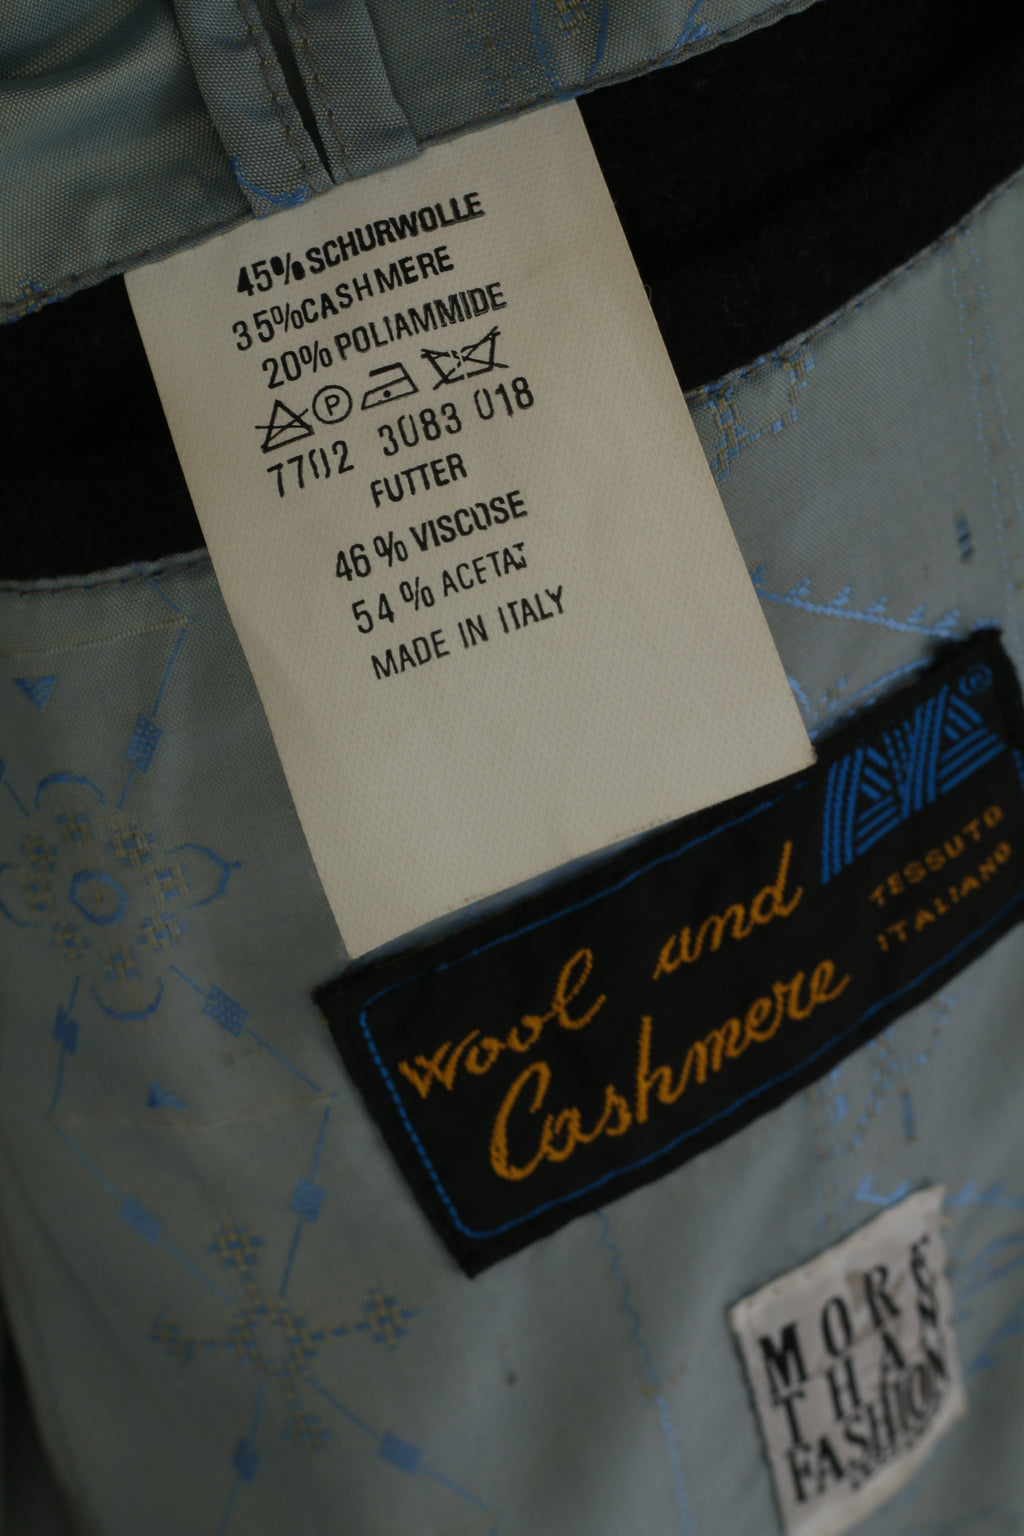 45% SCHURWOLLE
35% CASHMERE
20% POLIAMMIDE
P
7702 3083 018
FUTTER
46% VISCOSE
54% ACETAT
MADE IN ITALY
TESSUTO
ITALIANO
Wool and
Cashmere
MORE
THAN
FASHION